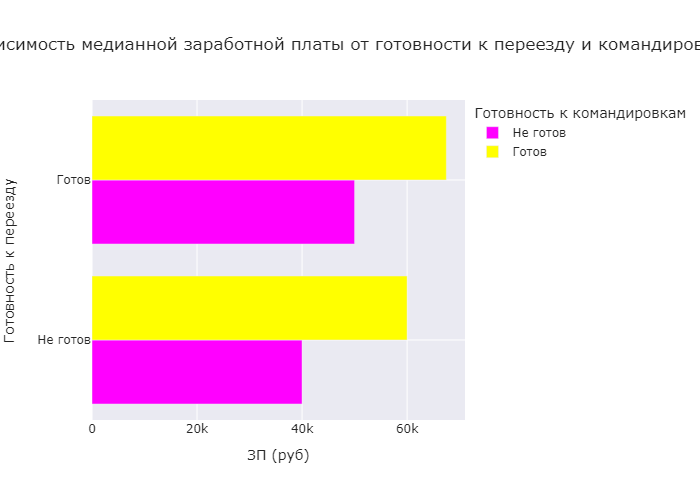 исимость медианной заработной платы от готовности к переезду и командиров
Готовность к командировкам
Не готов
Готов
Готовность к переезду
Готов
Не готов
0 20k 40k 60k
ЗП (руб)